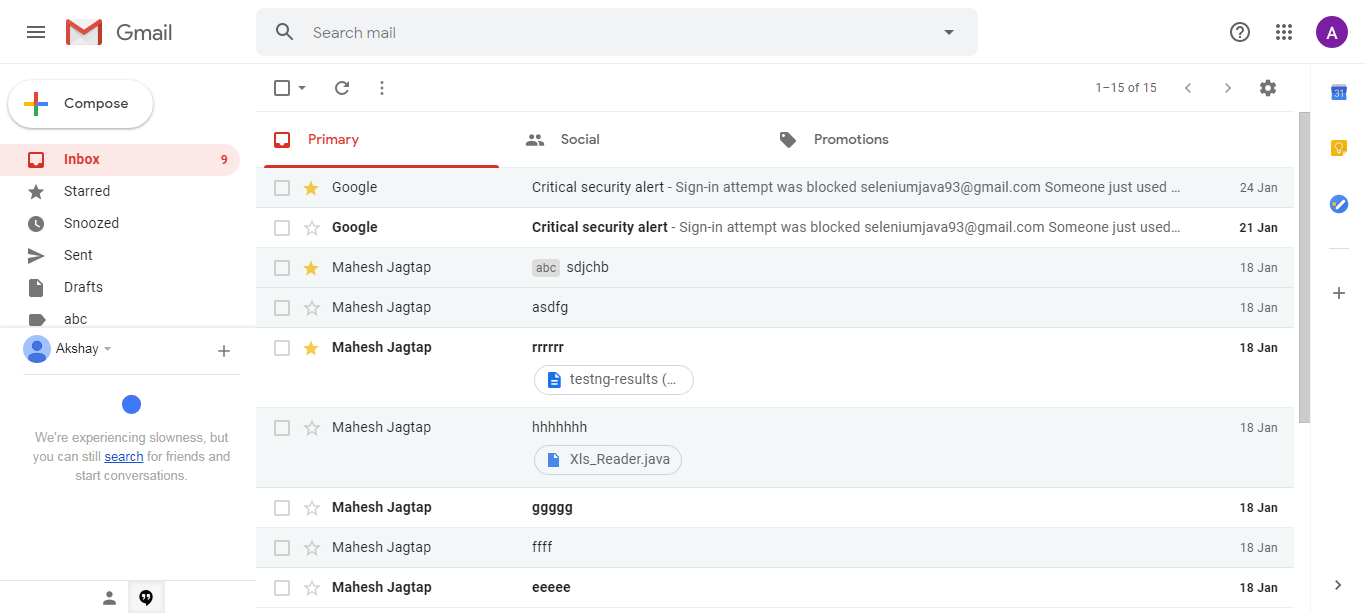 Gmail
Search mail
A
Compose
1–15 of 15
31
Primary
Social
Promotions
Inbox 9
Starred
Snoozed
Sent
Drafts
abc
Akshay
We're experiencing slowness, but
you can still search for friends and
start conversations.
Google Critical security alert - Sign-in attempt was blocked seleniumjava93@gmail.com Someone just used … 24 Jan
Google Critical security alert - Sign-in attempt was blocked seleniumjava93@gmail.com Someone just used… 21 Jan
Mahesh Jagtap abc sdjchb 18 Jan
Mahesh Jagtap asdfg 18 Jan
Mahesh Jagtap rrrrrr 18 Jan
testng-results (…
Mahesh Jagtap hhhhhhh 18 Jan
Xls_Reader.java
Mahesh Jagtap ggggg 18 Jan
Mahesh Jagtap ffff 18 Jan
Mahesh Jagtap eeeee 18 Jan